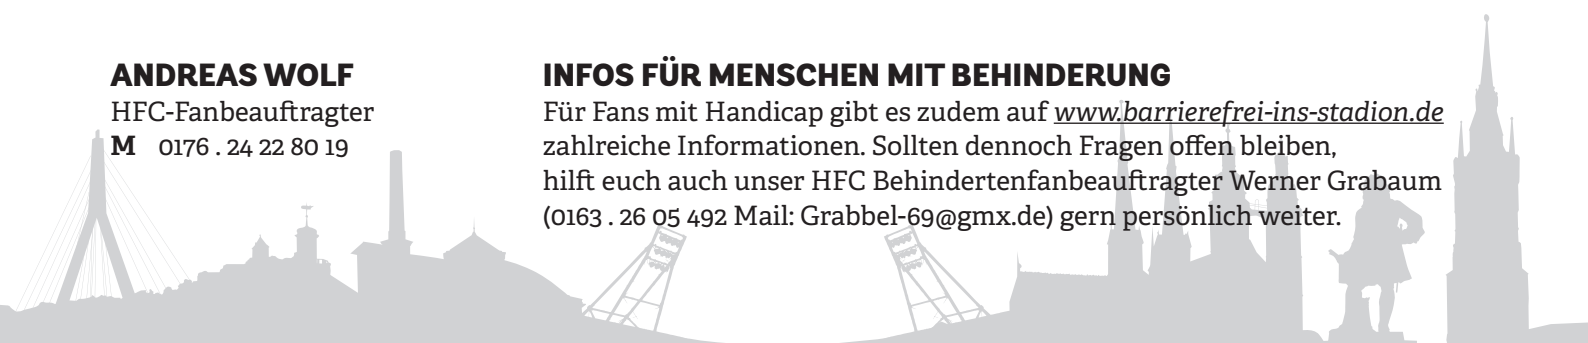 ANDREAS WOLF
HFC-Fanbeauftragter
M 0176 . 24 22 80 19
INFOS FÜR MENSCHEN MIT BEHINDERUNG
Für Fans mit Handicap gibt es zudem auf www.barrierefrei-ins-stadion.de
zahlreiche Informationen. Sollten dennoch Fragen offen bleiben,
hilft euch auch unser HFC Behindertenfanbeauftragter Werner Grabaum
(0163 . 26 05 492 Mail: Grabbel-69@gmx.de) gern persönlich weiter.